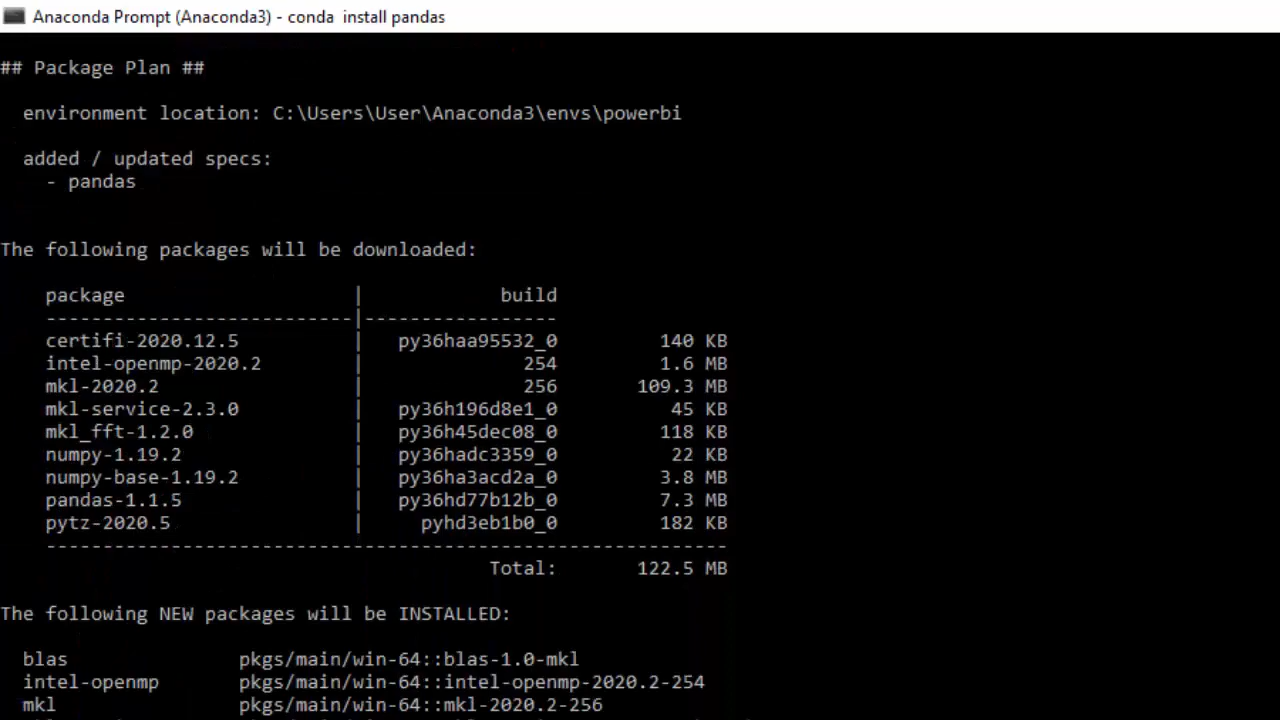 Anaconda Prompt (Anaconda3) - conda  install pandas
## Package Plan ##
environment location: C:\Users\User\Anaconda3\envs\powerbi
added / updated specs:
- pandas
The following packages will be downloaded:
package | build
---------------------------|-----------------
certifi-2020.12.5 | py36haa95532_0 140 KB
intel-openmp-2020.2 | 254 1.6 MB
mkl-2020.2 | 256 109.3 MB
mkl-service-2.3.0 | py36h196d8e1_0 45 KB
mkl_fft-1.2.0 | py36h45dec08_0 118 KB
numpy-1.19.2 | py36hadc3359_0 22 KB
numpy-base-1.19.2 | py36ha3acd2a_0 3.8 MB
pandas-1.1.5 | py36hd77b12b_0 7.3 MB
pytz-2020.5 | pyhd3eb1b0_0 182 KB
------------------------------------------------------------
Total: 122.5 MB
The following NEW packages will be INSTALLED:
blas pkgs/main/win-64::blas-1.0-mkl
intel-openmp pkgs/main/win-64::intel-openmp-2020.2-254
mkl pkgs/main/win-64::mkl-2020.2-256